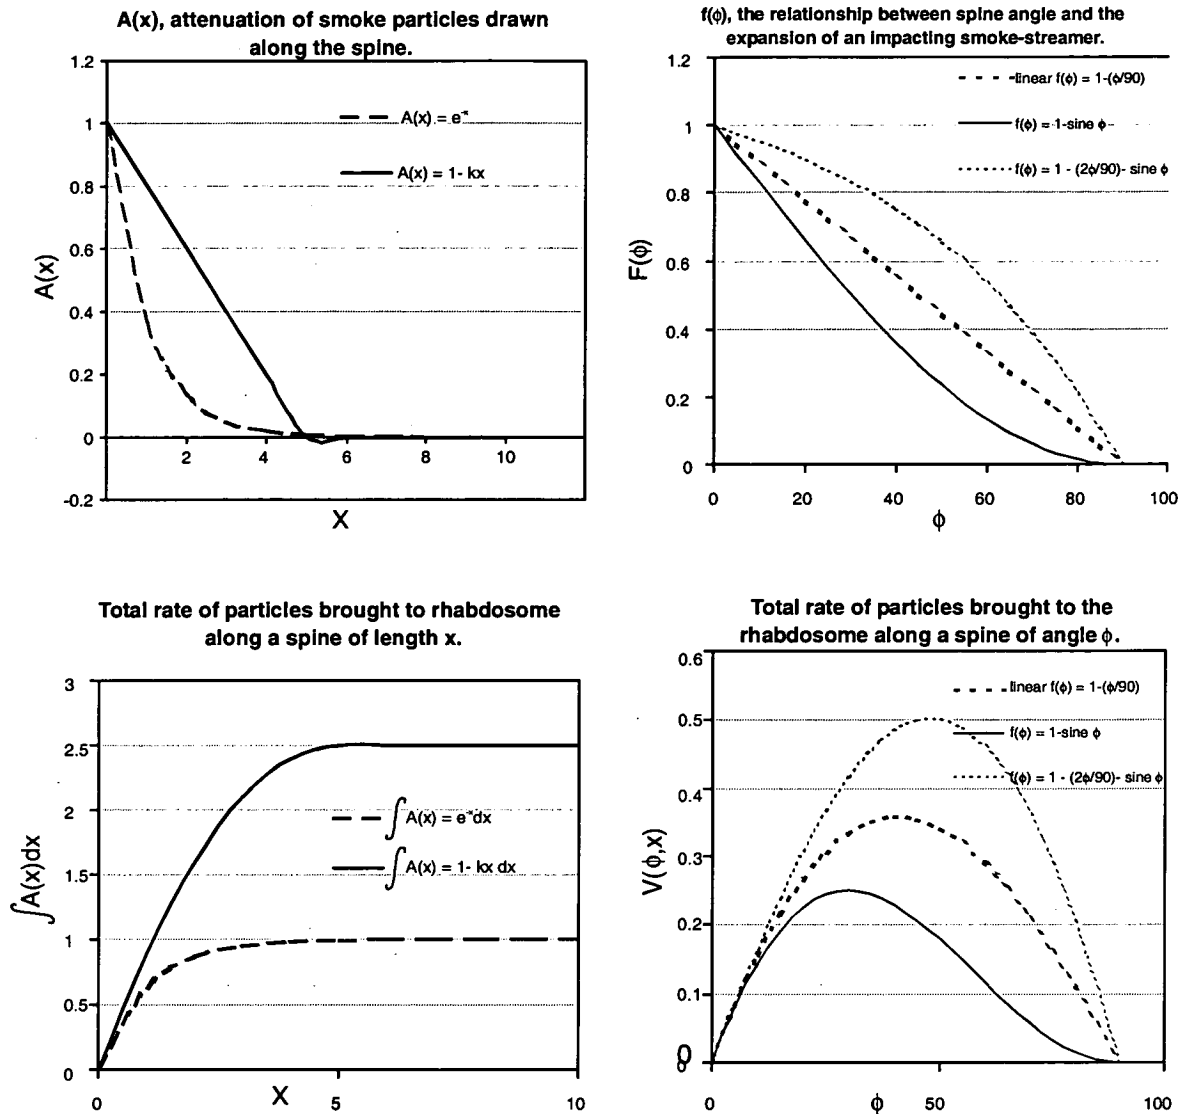 A(x), attenuation of smoke particles drawn
along the spine.
1.2
1
0.8
0.6
0.4
0.2
0
-0.2
A(x)
A(x) = e⁻ˣ
A(x) = 1- kx
2
4
6
8
10
X
f(ϕ), the relationship between spine angle and the
expansion of an impacting smoke-streamer.
1.2
1
0.8
0.6
0.4
0.2
0
F(ϕ)
linear f(ϕ) = 1-(ϕ/90)
f(ϕ) = 1-sine ϕ
f(ϕ) = 1 - (2ϕ/90)- sine ϕ
0
20
40
60
80
100
ϕ
Total rate of particles brought to rhabdosome
along a spine of length x.
3
2.5
2
1.5
1
0.5
0
∫A(x)dx
∫ A(x) = e⁻ˣdx
∫ A(x) = 1- kx dx
0
5
10
X
Total rate of particles brought to the
rhabdosome along a spine of angle ϕ.
0.6
0.5
0.4
0.3
0.2
0.1
0
V(ϕ,x)
linear f(ϕ) = 1-(ϕ/90)
f(ϕ) = 1-sine ϕ
f(ϕ) = 1 - (2ϕ/90)- sine ϕ
0
50
100
ϕ